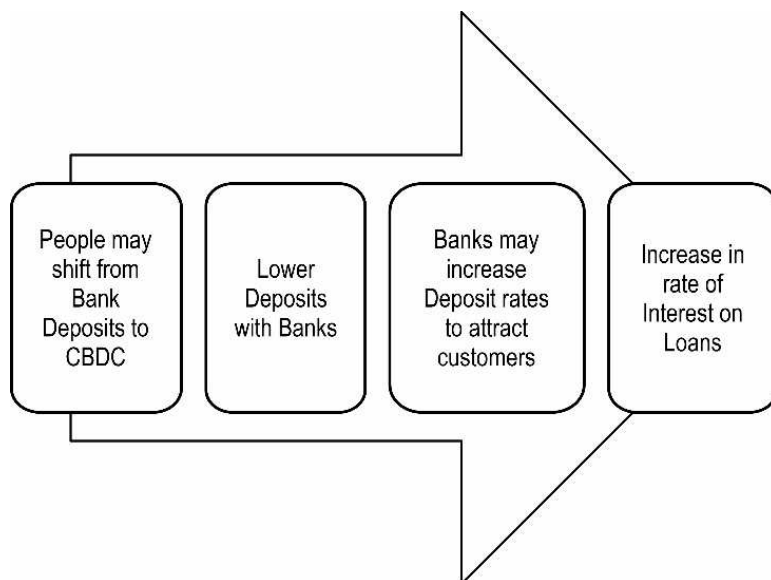 People may
shift from
Bank
Deposits to
CBDC
Lower
Deposits
with Banks
Banks may
increase
Deposit rates
to attract
customers
Increase in
rate of
Interest on
Loans